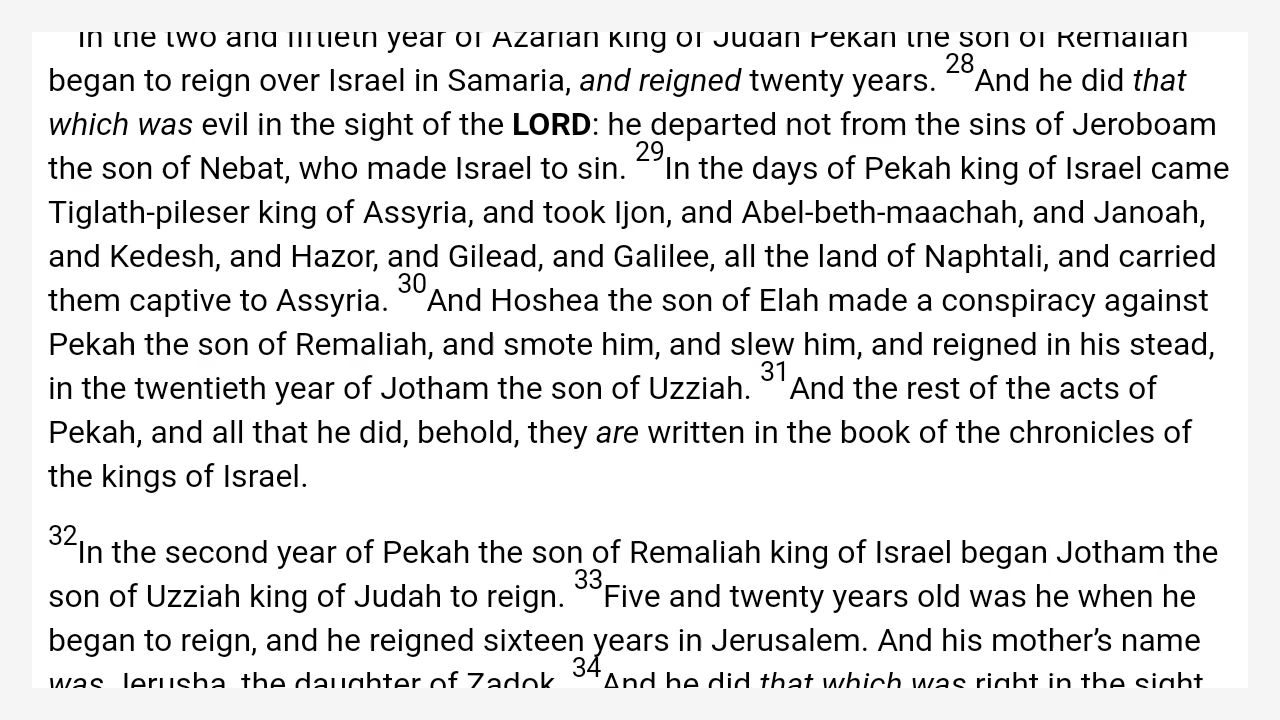 In the two and fiftieth year of Azariah king of Judah Pekah the son of Remaliah
began to reign over Israel in Samaria, and reigned twenty years. 28And he did that
which was evil in the sight of the LORD: he departed not from the sins of Jeroboam
the son of Nebat, who made Israel to sin. 29In the days of Pekah king of Israel came
Tiglath-pileser king of Assyria, and took Ijon, and Abel-beth-maachah, and Janoah,
and Kedesh, and Hazor, and Gilead, and Galilee, all the land of Naphtali, and carried
them captive to Assyria. 30And Hoshea the son of Elah made a conspiracy against
Pekah the son of Remaliah, and smote him, and slew him, and reigned in his stead,
in the twentieth year of Jotham the son of Uzziah. 31And the rest of the acts of
Pekah, and all that he did, behold, they are written in the book of the chronicles of
the kings of Israel.
32In the second year of Pekah the son of Remaliah king of Israel began Jotham the
son of Uzziah king of Judah to reign. 33Five and twenty years old was he when he
began to reign, and he reigned sixteen years in Jerusalem. And his mother’s name
was Jerusha, the daughter of Zadok. 34And he did that which was right in the sight